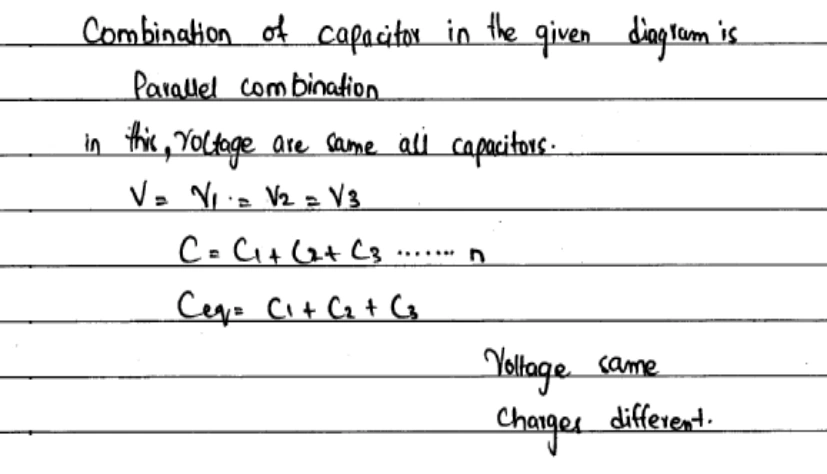 Combination of capacitor in the given diagram is
Parallel combination
in this, Voltage are same all capacitors.
V = V1 = V2 = V3
C = C1 + C2 + C3 ....... n
Ceq = C1 + C2 + C3
Voltage same
Charges different.